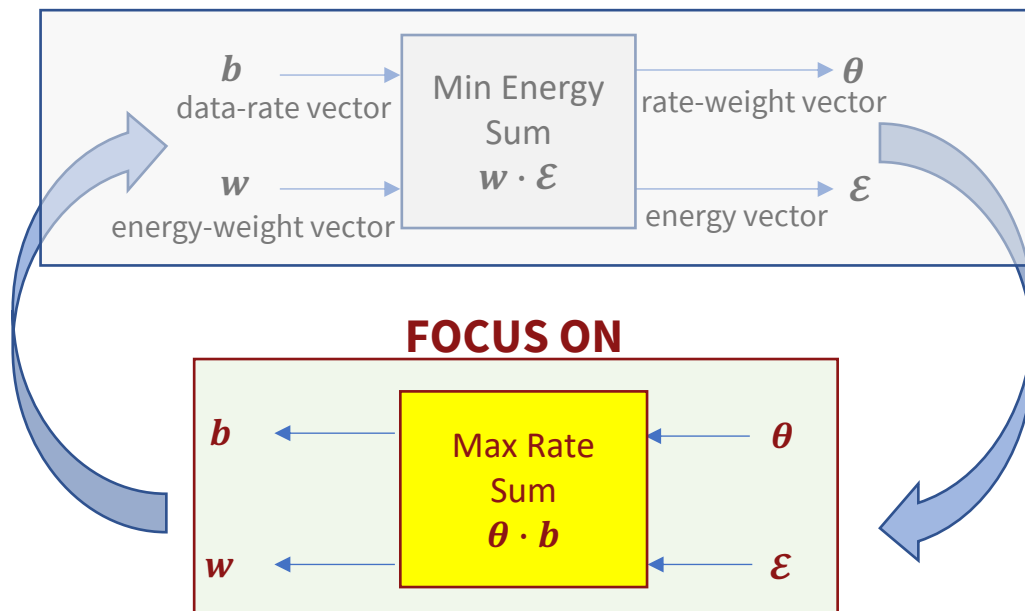 b
data-rate vector
w
energy-weight vector
Min Energy
Sum
w · ℰ
θ
rate-weight vector
ℰ
energy vector
FOCUS ON
b
w
Max Rate
Sum
θ · b
θ
ℰ